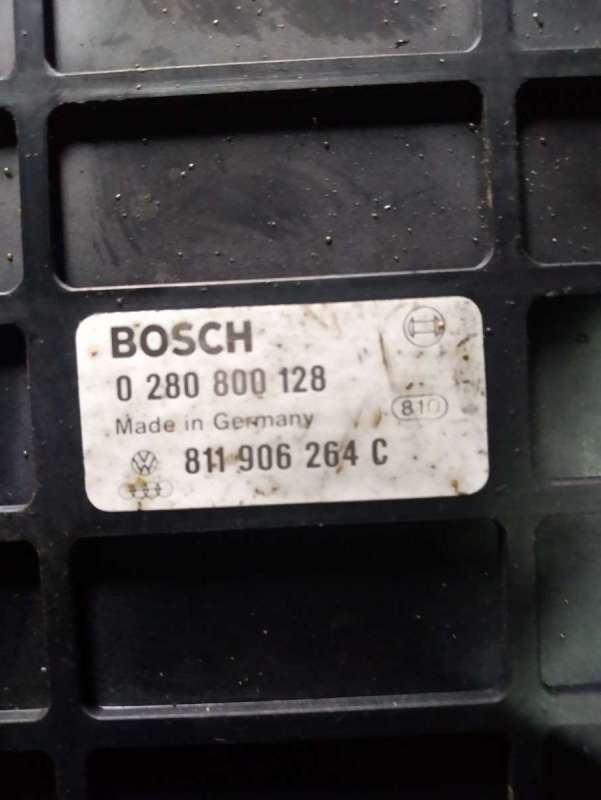 BOSCH
0 280 800 128
Made in Germany
810
811 906 264 C